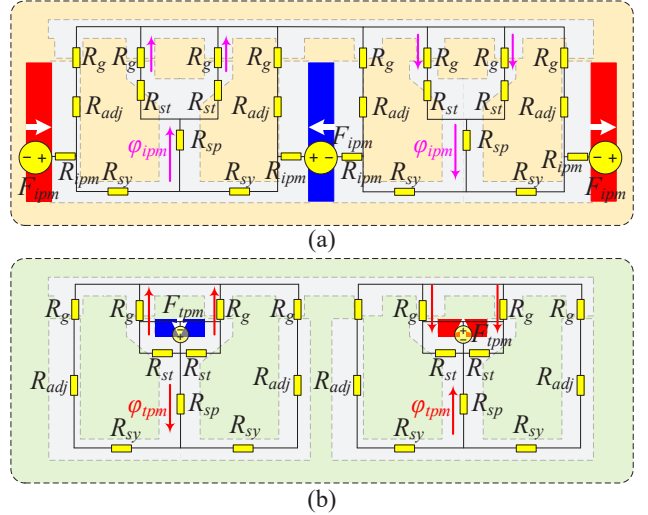 R_g R_g R_g R_g R_g R_g R_g R_g
R_adj R_st R_st R_adj R_adj R_st R_st R_adj
φ_ipm R_sp F_ipm φ_ipm R_sp
- + + - - +
R_ipm R_sy R_sy R_ipm R_ipm R_sy R_sy R_ipm
F_ipm F_ipm
(a)
F_tpm
R_g R_g R_g R_g R_g R_g R_g R_g
F_tpm
R_adj R_st R_st R_adj R_adj R_st R_st R_adj
φ_tpm R_sp φ_tpm R_sp
R_sy R_sy R_sy R_sy
(b)